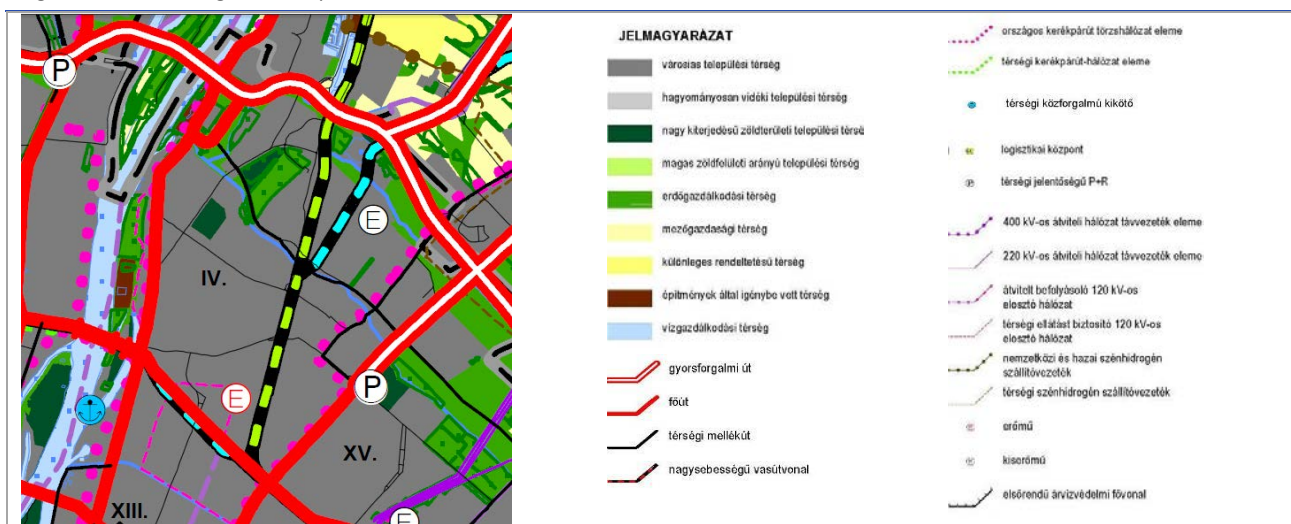 P
E
IV.
E
P
XV.
XIII.
E
JELMAGYARÁZAT
városias települési térség
hagyományosan vidéki települési térség
nagy kiterjedésű zöldterületi települési térsé
magas zöldfelületi arányú települési térség
erdőgazdálkodási térség
mezőgazdasági térség
különleges rendeltetésű térség
építmények által igénybe vett térség
vízgazdálkodási térség
gyorsforgalmi út
főút
térségi mellékút
nagysebességű vasútvonal
országos kerékpárút törzshálózat eleme
térségi kerékpárút-hálózat eleme
térségi közforgalmú kikötő
logisztikai központ
térségi jelentőségű P+R
400 kV-os átviteli hálózat távvezeték eleme
220 kV-os átviteli hálózat távvezeték eleme
átvitelt befolyásoló 120 kV-os
elosztó hálózat
térségi ellátást biztosító 120 kV-os
elosztó hálózat
nemzetközi és hazai szénhidrogén
szállítóvezeték
térségi szénhidrogén szállítóvezeték
erőmű
kiserőmű
elsőrendű árvízvédelmi fővonal